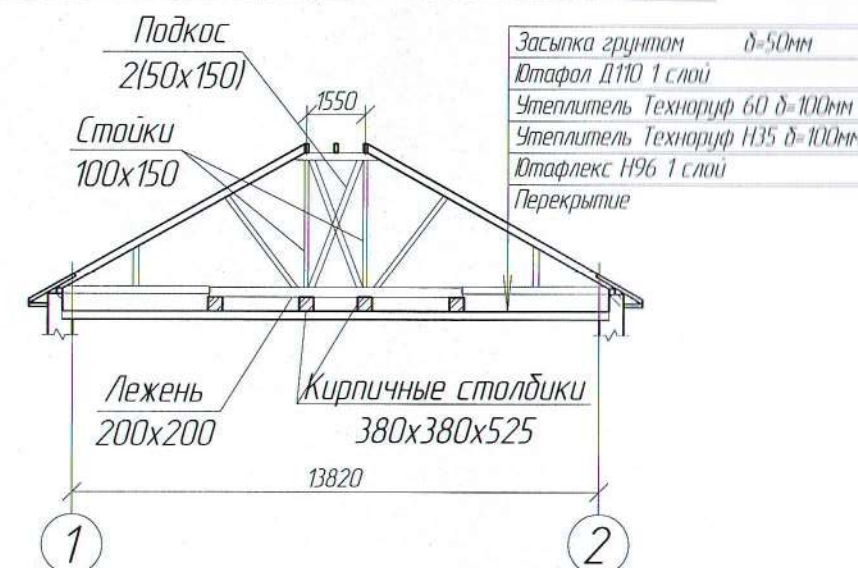 Подкос
2(50х150)
Стойки
100х150
1550
Засыпка грунтом δ=50мм
Ютафол Д110 1 слой
Утеплитель Техноруф 60 δ=100мм
Утеплитель Техноруф Н35 δ=100мм
Ютафлекс Н96 1 слой
Перекрытие
Лежень
200х200
Кирпичные столбики
380х380х525
13820
1
2